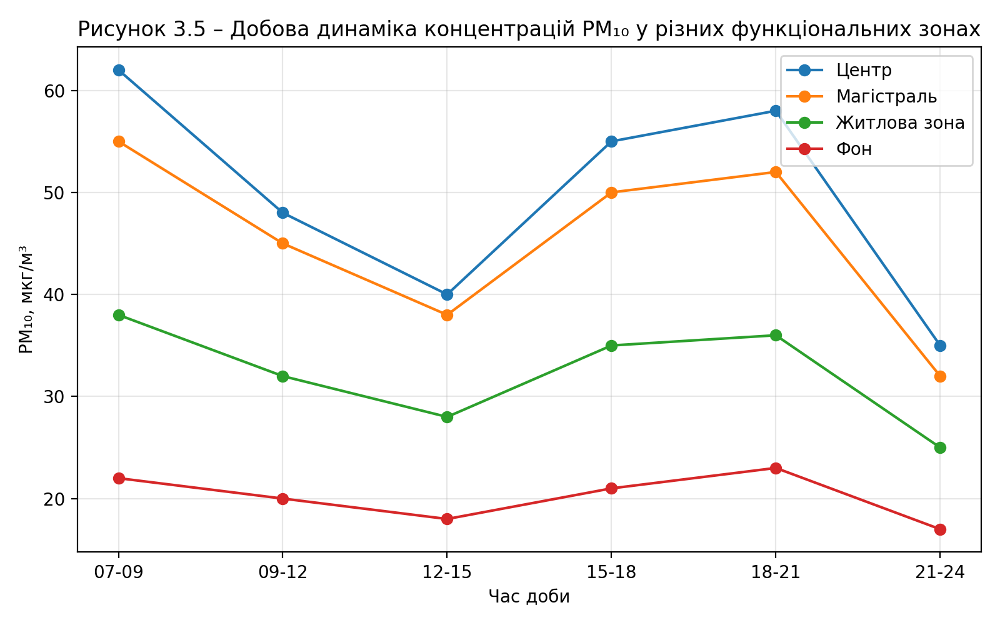 Рисунок 3.5 – Добова динаміка концентрацій PM₁₀ у різних функціональних зонах
Центр
Магістраль
Житлова зона
Фон
60
50
40
30
20
PM₁₀, мкг/м³
07-09 09-12 12-15 15-18 18-21 21-24
Час доби